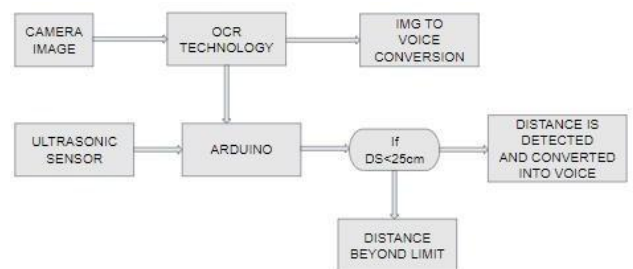 CAMERA
IMAGE
OCR
TECHNOLOGY
IMG TO
VOICE
CONVERSION
ULTRASONIC
SENSOR
ARDUINO
If
DS<25cm
DISTANCE IS
DETECTED
AND CONVERTED
INTO VOICE
DISTANCE
BEYOND LIMIT